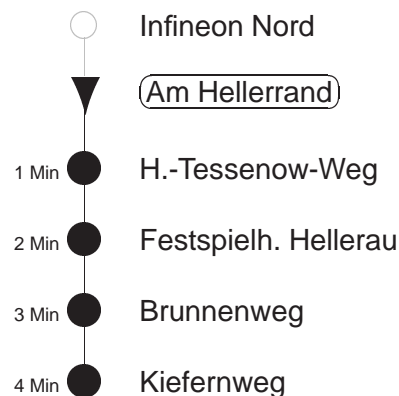 Infineon Nord
Am Hellerrand
1 Min H.-Tessenow-Weg
2 Min Festspielh. Hellerau
3 Min Brunnenweg
4 Min Kiefernweg